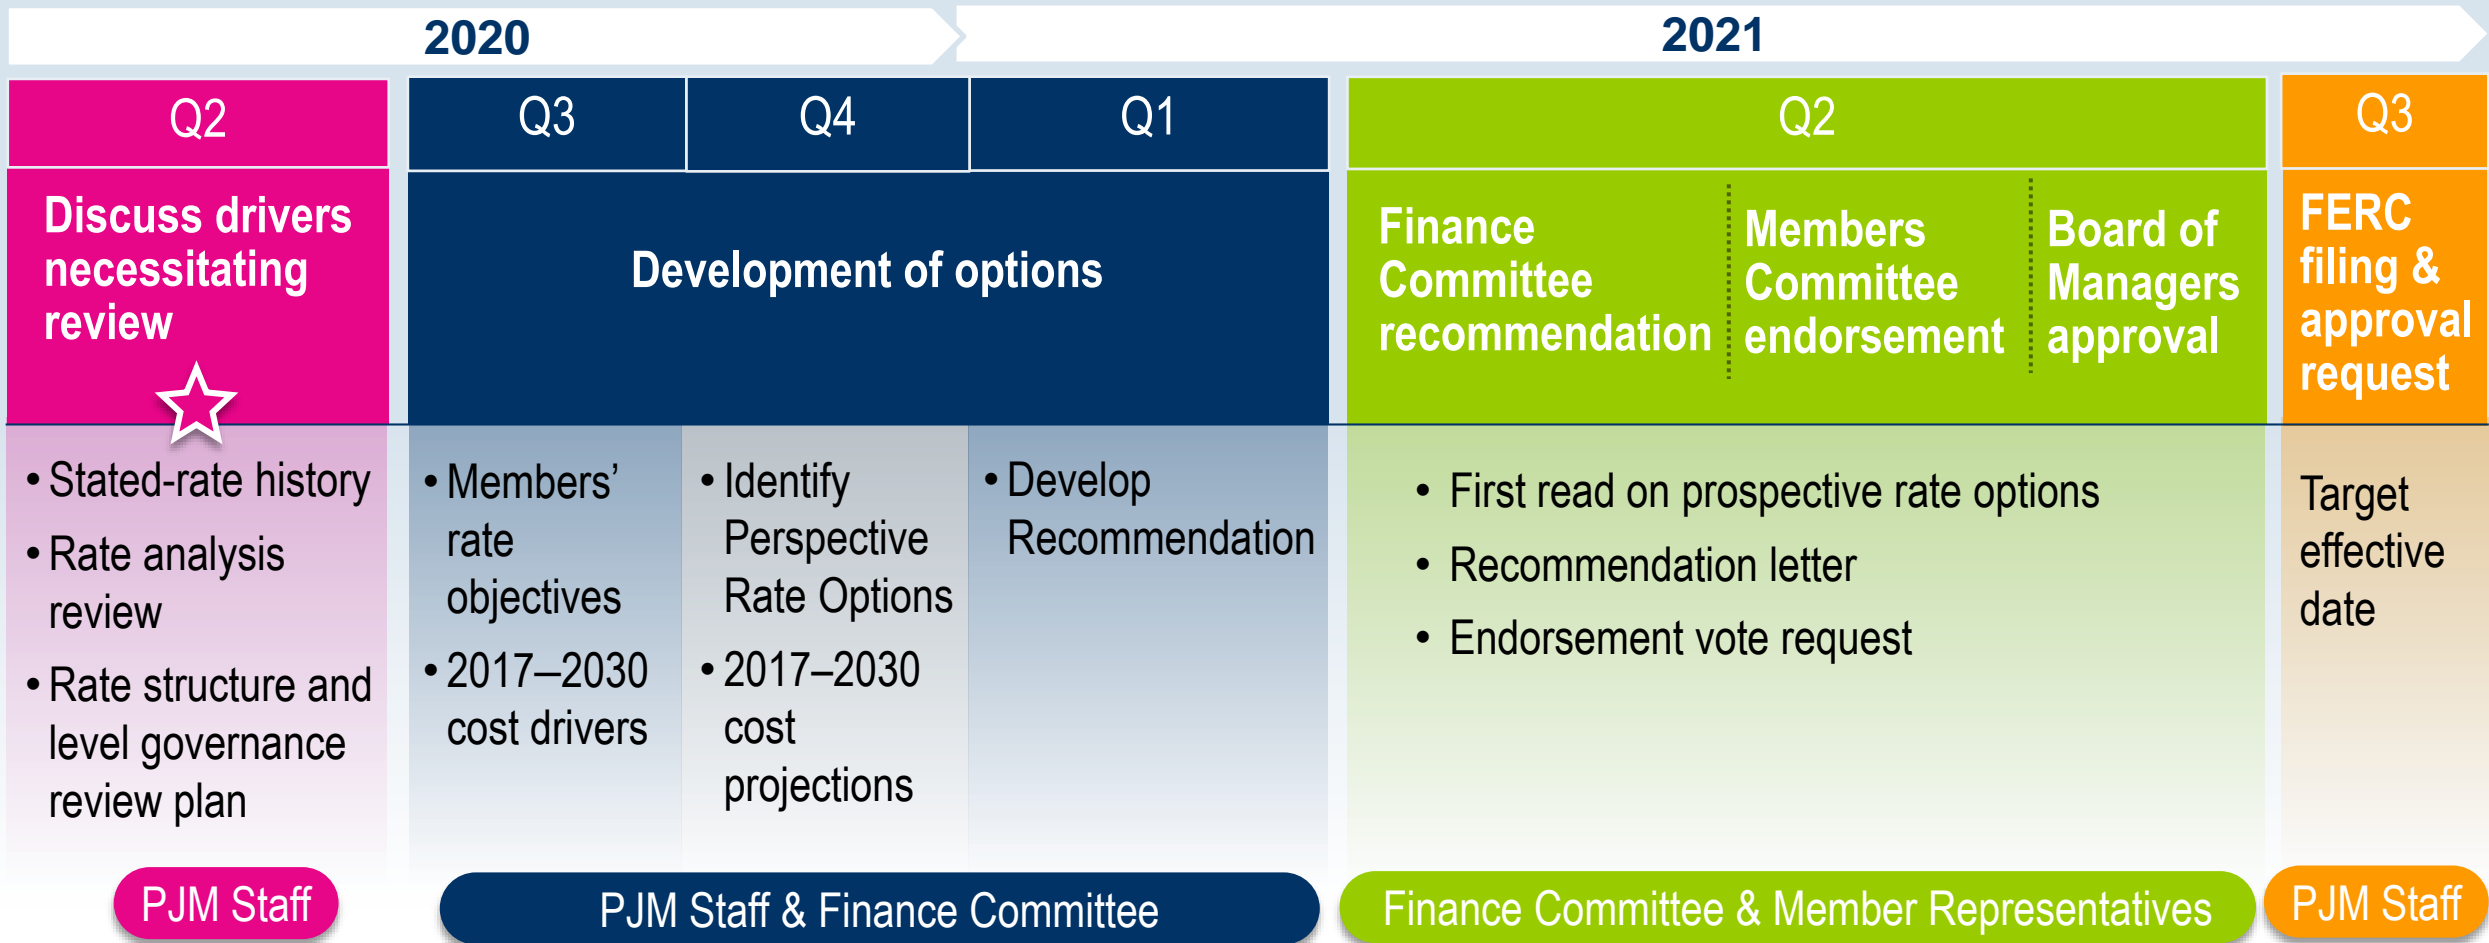 2020
2021
Q2
Q3
Q4
Q1
Q2
Q3
Discuss drivers
necessitating
review
Development of options
Finance
Committee
recommendation
Members
Committee
endorsement
Board of
Managers
approval
FERC
filing &
approval
request
• Stated-rate history
• Rate analysis
review
• Rate structure and
level governance
review plan
• Members’
rate
objectives
• 2017–2030
cost drivers
• Identify
Perspective
Rate Options
• 2017–2030
cost
projections
• Develop
Recommendation
• First read on prospective rate options
• Recommendation letter
• Endorsement vote request
Target
effective
date
PJM Staff
PJM Staff & Finance Committee
Finance Committee & Member Representatives
PJM Staff